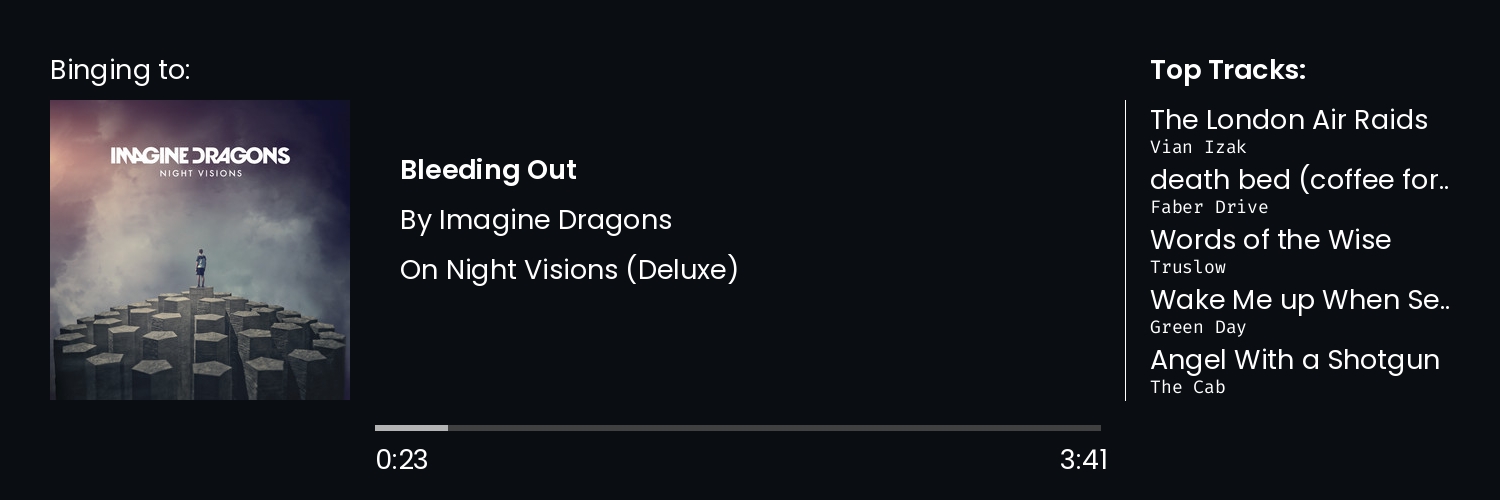 Binging to:
IMAGINE DRAGONS
NIGHT VISIONS
Bleeding Out
By Imagine Dragons
On Night Visions (Deluxe)
0:23
3:41
Top Tracks:
The London Air Raids
Vian Izak
death bed (coffee for..
Faber Drive
Words of the Wise
Truslow
Wake Me up When Se..
Green Day
Angel With a Shotgun
The Cab